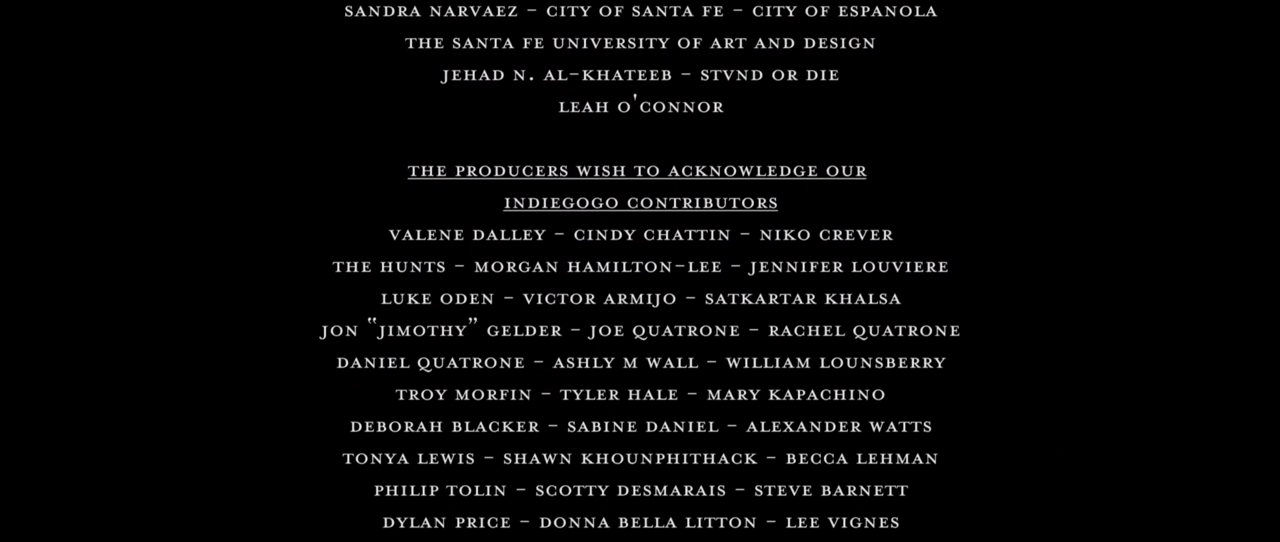 SANDRA NARVAEZ - CITY OF SANTA FE - CITY OF ESPANOLA
THE SANTA FE UNIVERSITY OF ART AND DESIGN
JEHAD N. AL-KHATEEB - STVND OR DIE
LEAH O'CONNOR
THE PRODUCERS WISH TO ACKNOWLEDGE OUR
INDIEGOGO CONTRIBUTORS
VALENE DALLEY - CINDY CHATTIN - NIKO CREVER
THE HUNTS - MORGAN HAMILTON-LEE - JENNIFER LOUVIERE
LUKE ODEN - VICTOR ARMIJO - SATKARTAR KHALSA
JON "JIMOTHY" GELDER - JOE QUATRONE - RACHEL QUATRONE
DANIEL QUATRONE - ASHLY M WALL - WILLIAM LOUNSBERRY
TROY MORFIN - TYLER HALE - MARY KAPACHINO
DEBORAH BLACKER - SABINE DANIEL - ALEXANDER WATTS
TONYA LEWIS - SHAWN KHOUNPHITHACK - BECCA LEHMAN
PHILIP TOLIN - SCOTTY DESMARAIS - STEVE BARNETT
DYLAN PRICE - DONNA BELLA LITTON - LEE VIGNES